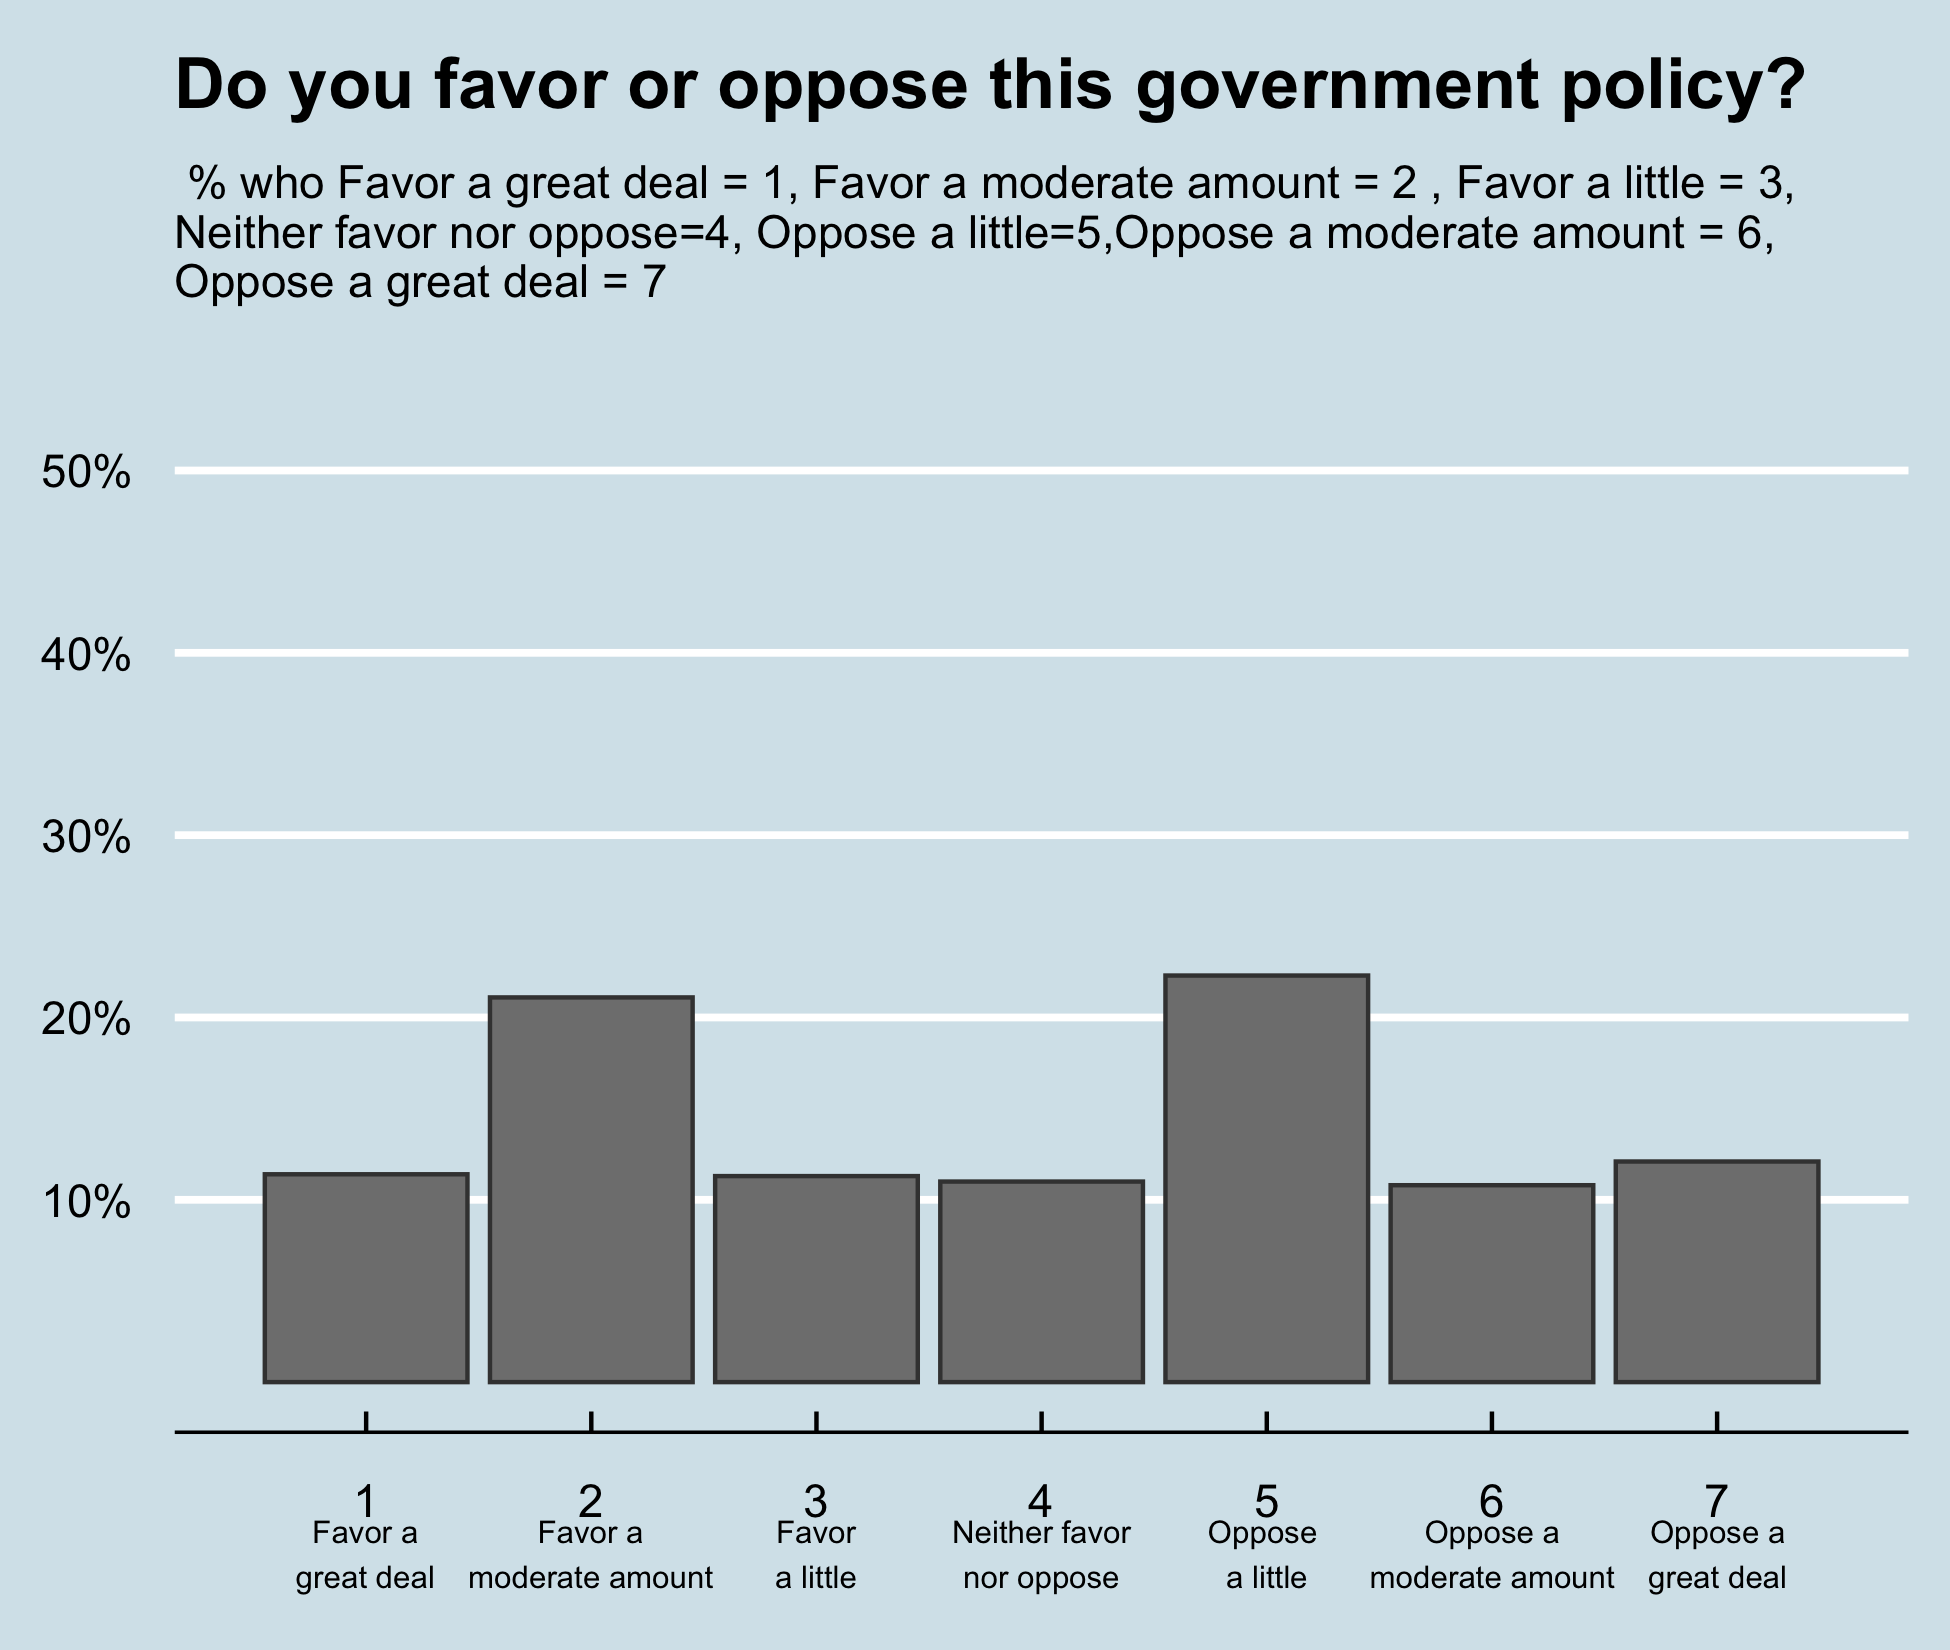 Do you favor or oppose this government policy?
% who Favor a great deal = 1, Favor a moderate amount = 2 , Favor a little = 3,
Neither favor nor oppose=4, Oppose a little=5,Oppose a moderate amount = 6,
Oppose a great deal = 7
50%
40%
30%
20%
10%
1 2 3 4 5 6 7
Favor a Favor a Favor Neither favor Oppose Oppose a Oppose a
great deal moderate amount a little nor oppose a little moderate amount great deal